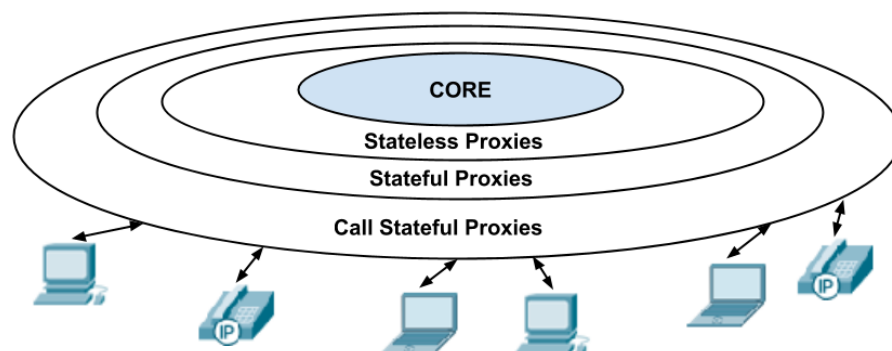 CORE
Stateless Proxies
Stateful Proxies
Call Stateful Proxies
IP
IP